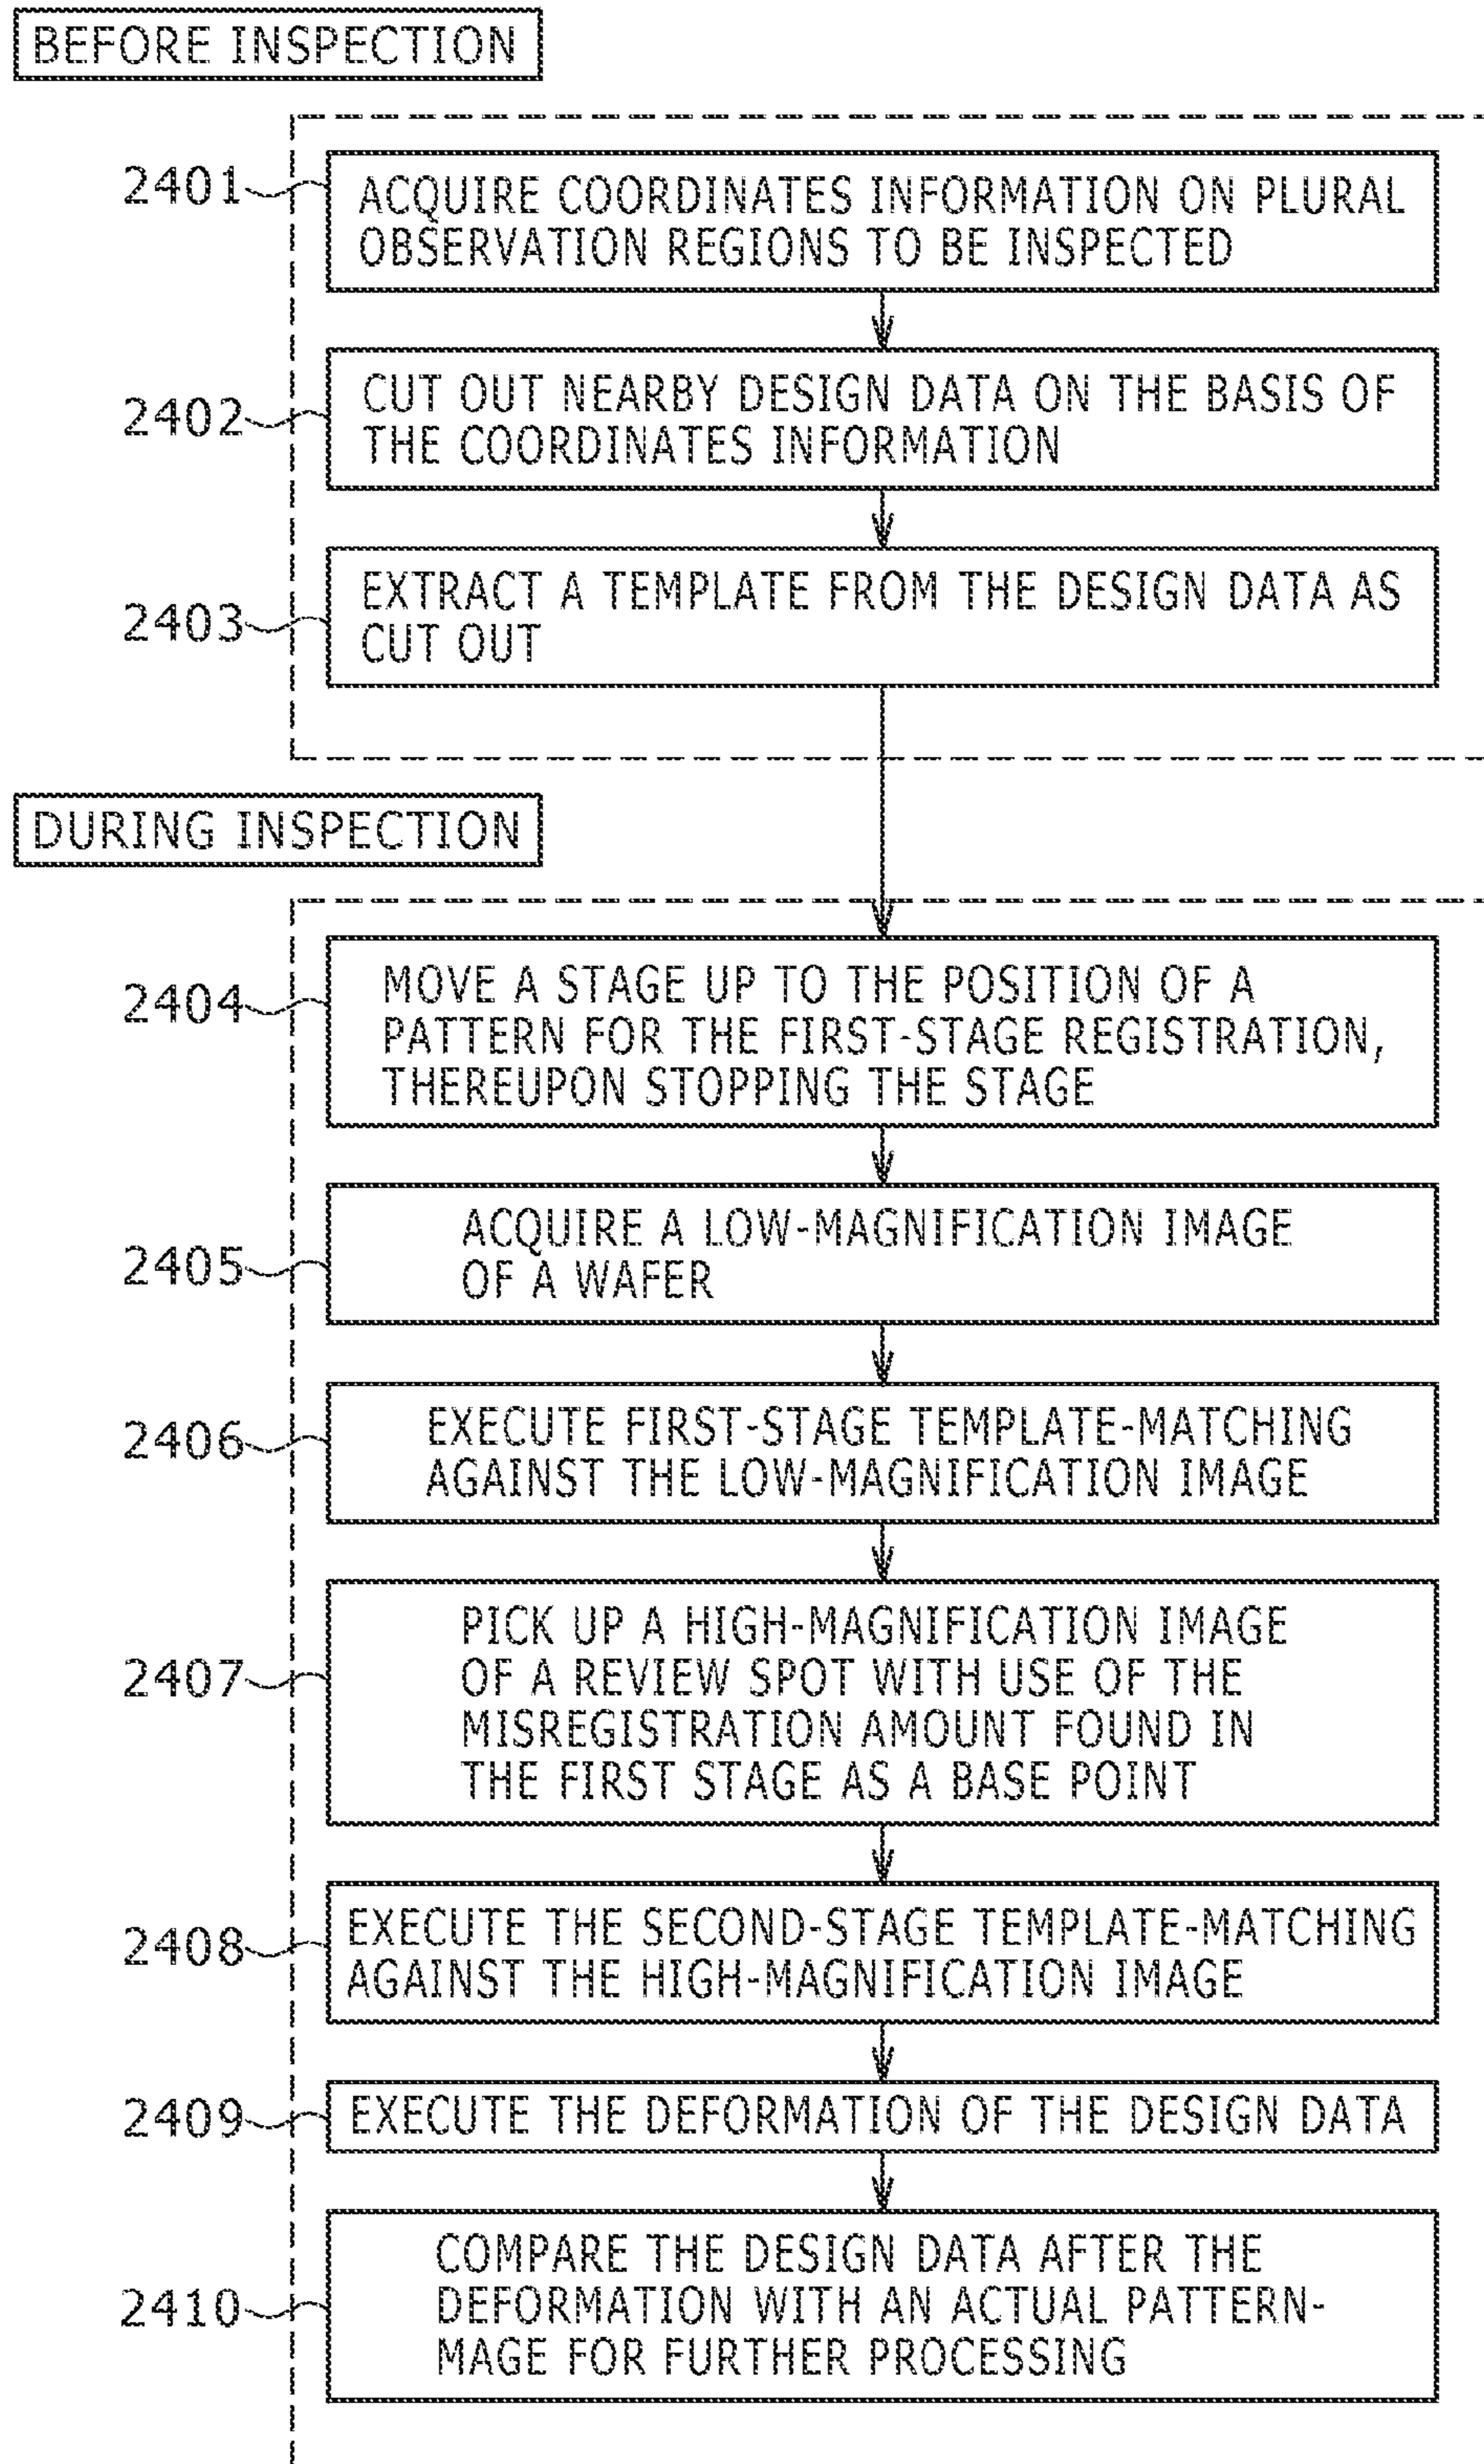 BEFORE INSPECTION
2401
ACQUIRE COORDINATES INFORMATION ON PLURAL
OBSERVATION REGIONS TO BE INSPECTED
2402
CUT OUT NEARBY DESIGN DATA ON THE BASIS OF
THE COORDINATES INFORMATION
2403
EXTRACT A TEMPLATE FROM THE DESIGN DATA AS
CUT OUT
DURING INSPECTION
2404
MOVE A STAGE UP TO THE POSITION OF A
PATTERN FOR THE FIRST-STAGE REGISTRATION,
THEREUPON STOPPING THE STAGE
2405
ACQUIRE A LOW-MAGNIFICATION IMAGE
OF A WAFER
2406
EXECUTE FIRST-STAGE TEMPLATE-MATCHING
AGAINST THE LOW-MAGNIFICATION IMAGE
2407
PICK UP A HIGH-MAGNIFICATION IMAGE
OF A REVIEW SPOT WITH USE OF THE
MISREGISTRATION AMOUNT FOUND IN
THE FIRST STAGE AS A BASE POINT
2408
EXECUTE THE SECOND-STAGE TEMPLATE-MATCHING
AGAINST THE HIGH-MAGNIFICATION IMAGE
2409
EXECUTE THE DEFORMATION OF THE DESIGN DATA
2410
COMPARE THE DESIGN DATA AFTER THE
DEFORMATION WITH AN ACTUAL PATTERN-
MAGE FOR FURTHER PROCESSING